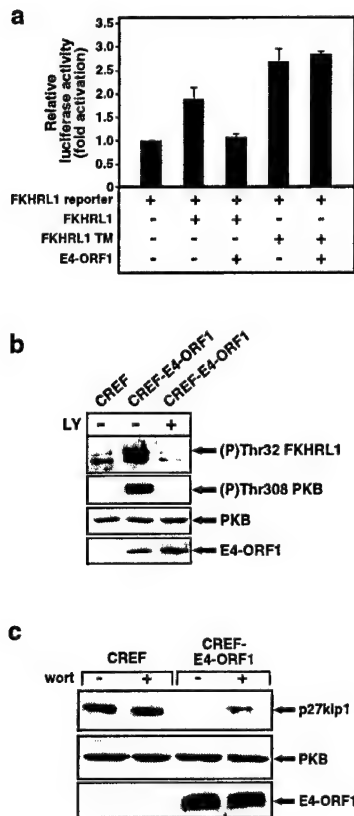 a
Relative
luciferase activity
(fold activation)
3.5
3.0
2.5
2.0
1.5
1.0
0.5
0
FKHRL1 reporter + + + + +
FKHRL1 - + + - -
FKHRL1 TM - - - + +
E4-ORF1 - - + - +
b
CREF
CREF-E4-ORF1
CREF-E4-ORF1
LY - - +
(P)Thr32 FKHRL1
(P)Thr308 PKB
PKB
E4-ORF1
c
CREF
CREF-
E4-ORF1
wort - + - +
p27kip1
PKB
E4-ORF1